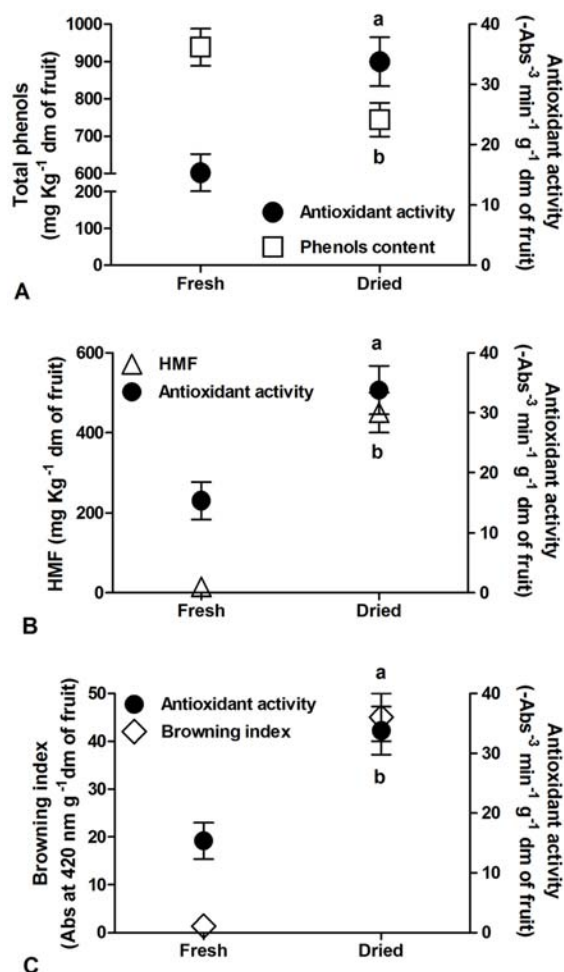 Total phenols
(mg Kg-1 dm of fruit)
1000
900
800
700
600
200
100
0
a
b
Antioxidant activity
Phenols content
Fresh
Dried
40
30
20
10
0
Antioxidant activity
(-Abs-3 min-1 g-1 dm of fruit)
A
HMF (mg Kg-1 dm of fruit)
600
400
200
0
HMF
Antioxidant activity
a
b
Fresh
Dried
40
30
20
10
0
Antioxidant activity
(-Abs-3 min-1 g-1 dm of fruit)
B
Browning index
(Abs at 420 nm g-1dm of fruit)
50
40
30
20
10
0
Antioxidant activity
Browning index
a
b
Fresh
Dried
40
30
20
10
0
Antioxidant activity
(-Abs-3 min-1 g-1 dm of fruit)
C